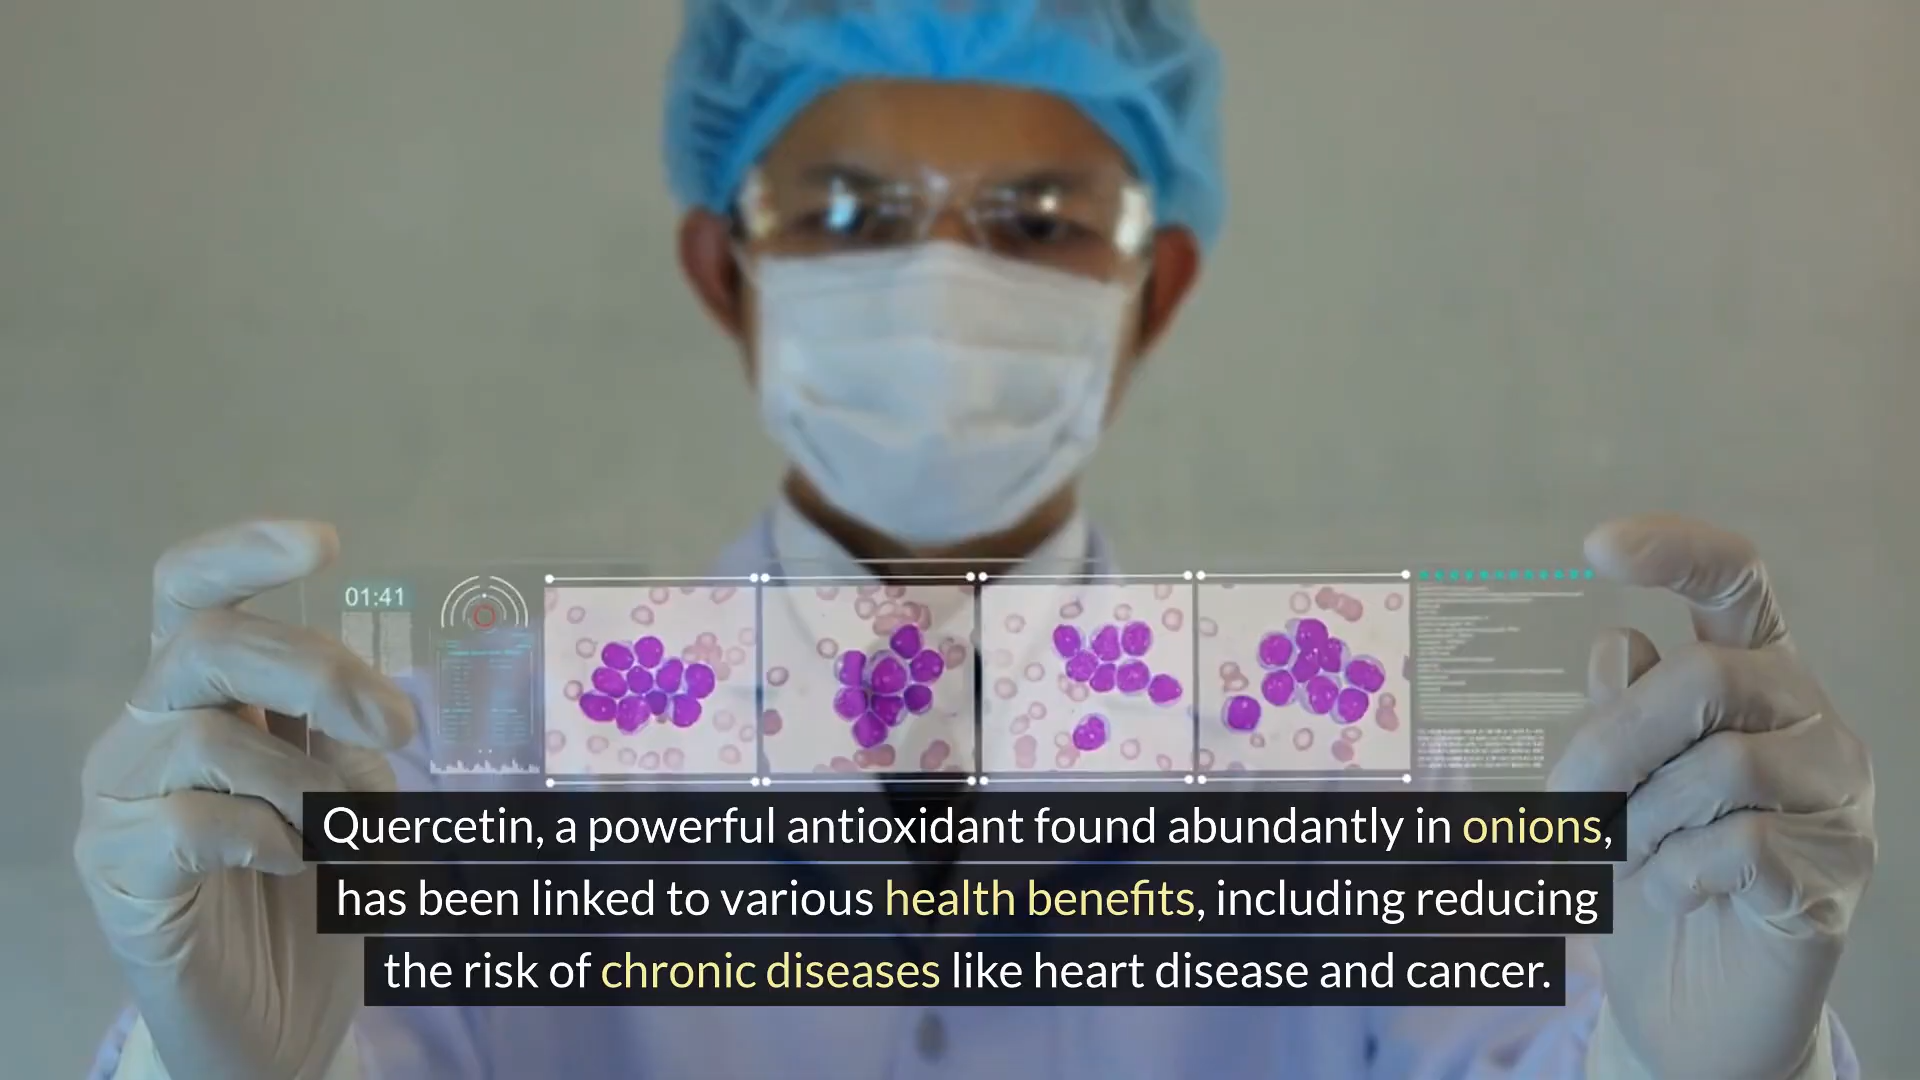 01:41
Quercetin, a powerful antioxidant found abundantly in onions,
has been linked to various health benefits, including reducing
the risk of chronic diseases like heart disease and cancer.